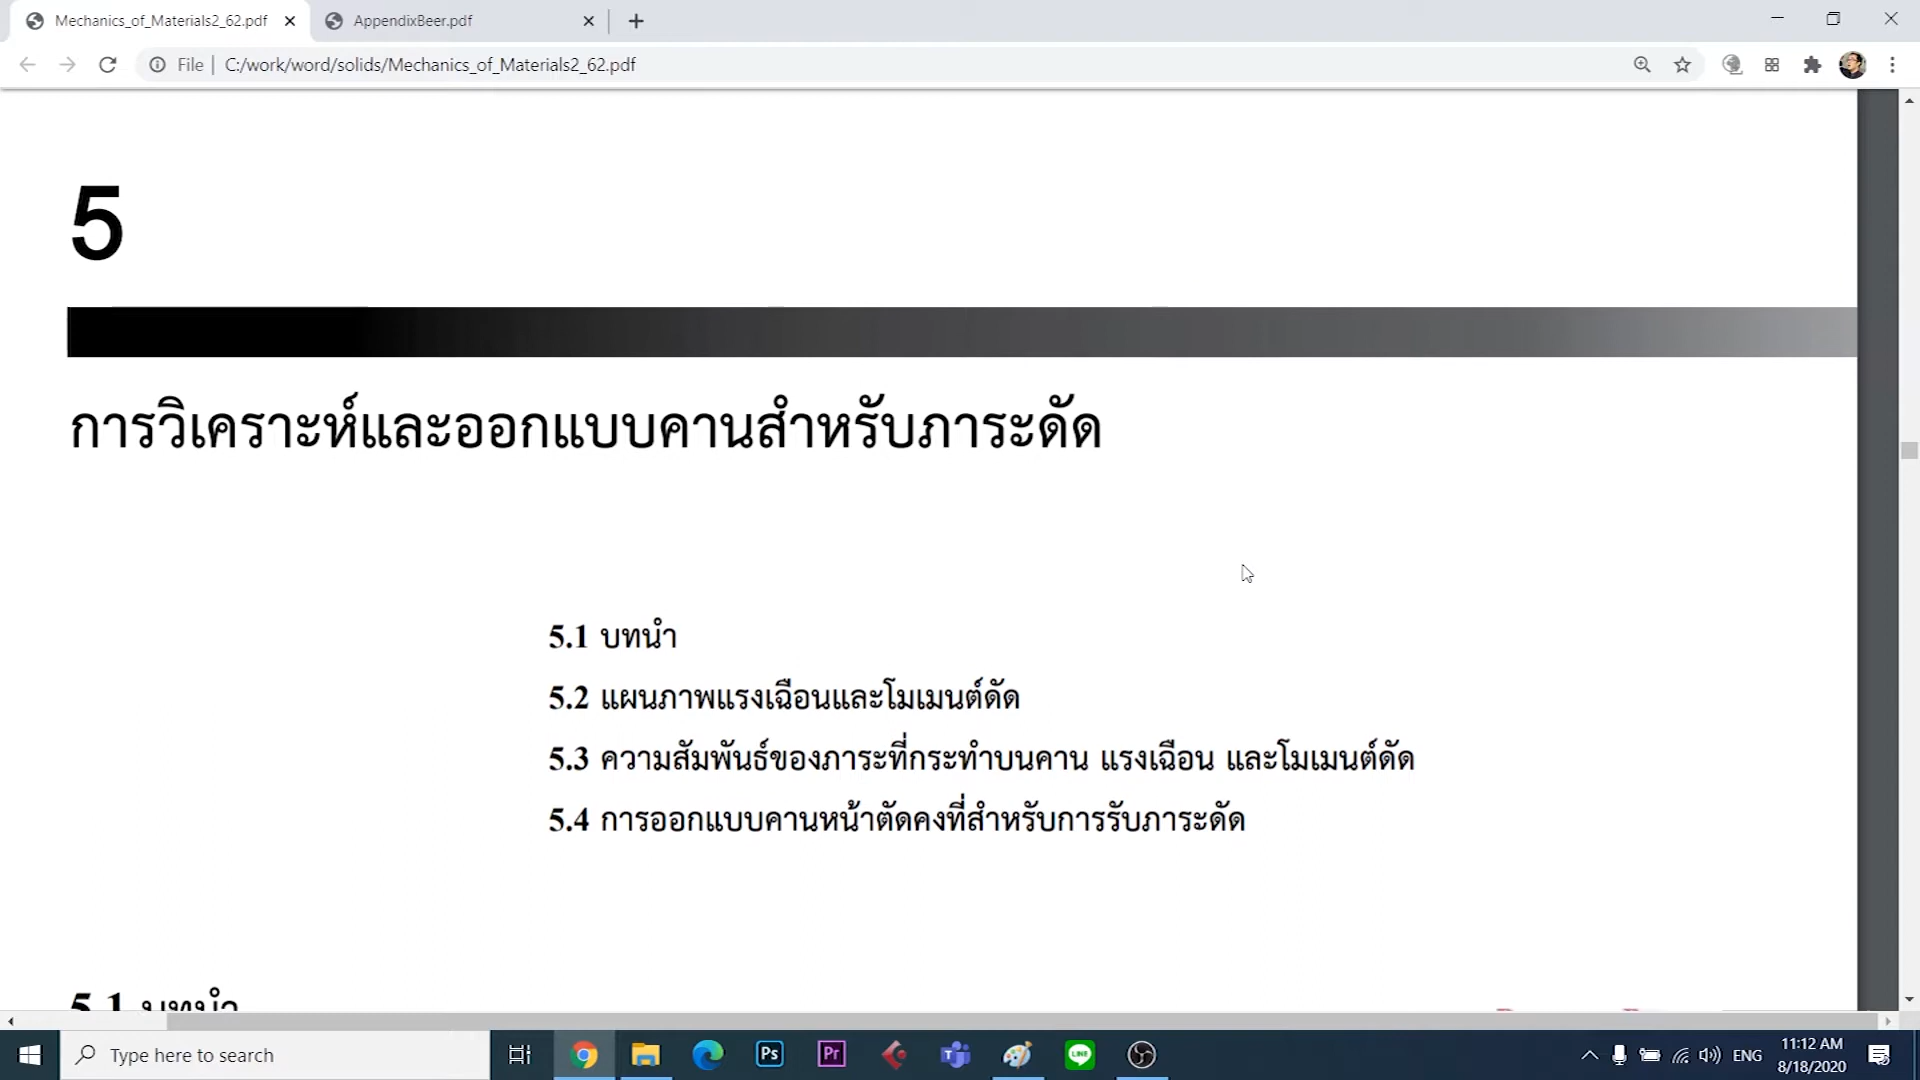 Mechanics_of_Materials2_62.pdf
AppendixBeer.pdf
File | C:/work/word/solids/Mechanics_of_Materials2_62.pdf
5
การวิเคราะห์และออกแบบคานสำหรับภาระดัด
5.1 บทนำ
5.2 แผนภาพแรงเฉือนและโมเมนต์ดัด
5.3 ความสัมพันธ์ของภาระที่กระทำบนคาน แรงเฉือน และโมเมนต์ดัด
5.4 การออกแบบคานหน้าตัดคงที่สำหรับการรับภาระดัด
5.1 บทนำ
Type here to search
Ps
Pr
LINE
ENG
11:12 AM
8/18/2020